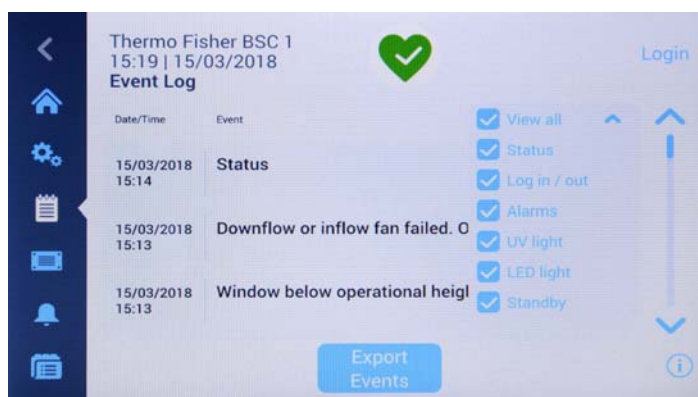 Thermo Fisher BSC 1
15:19 | 15/03/2018
Event Log
Login
Date/Time Event
View all
Status
Log in / out
Alarms
UV light
LED light
Standby
15/03/2018 Status
15:14
15/03/2018 Downflow or inflow fan failed. O
15:13
15/03/2018 Window below operational heigl
15:13
Export
Events
i